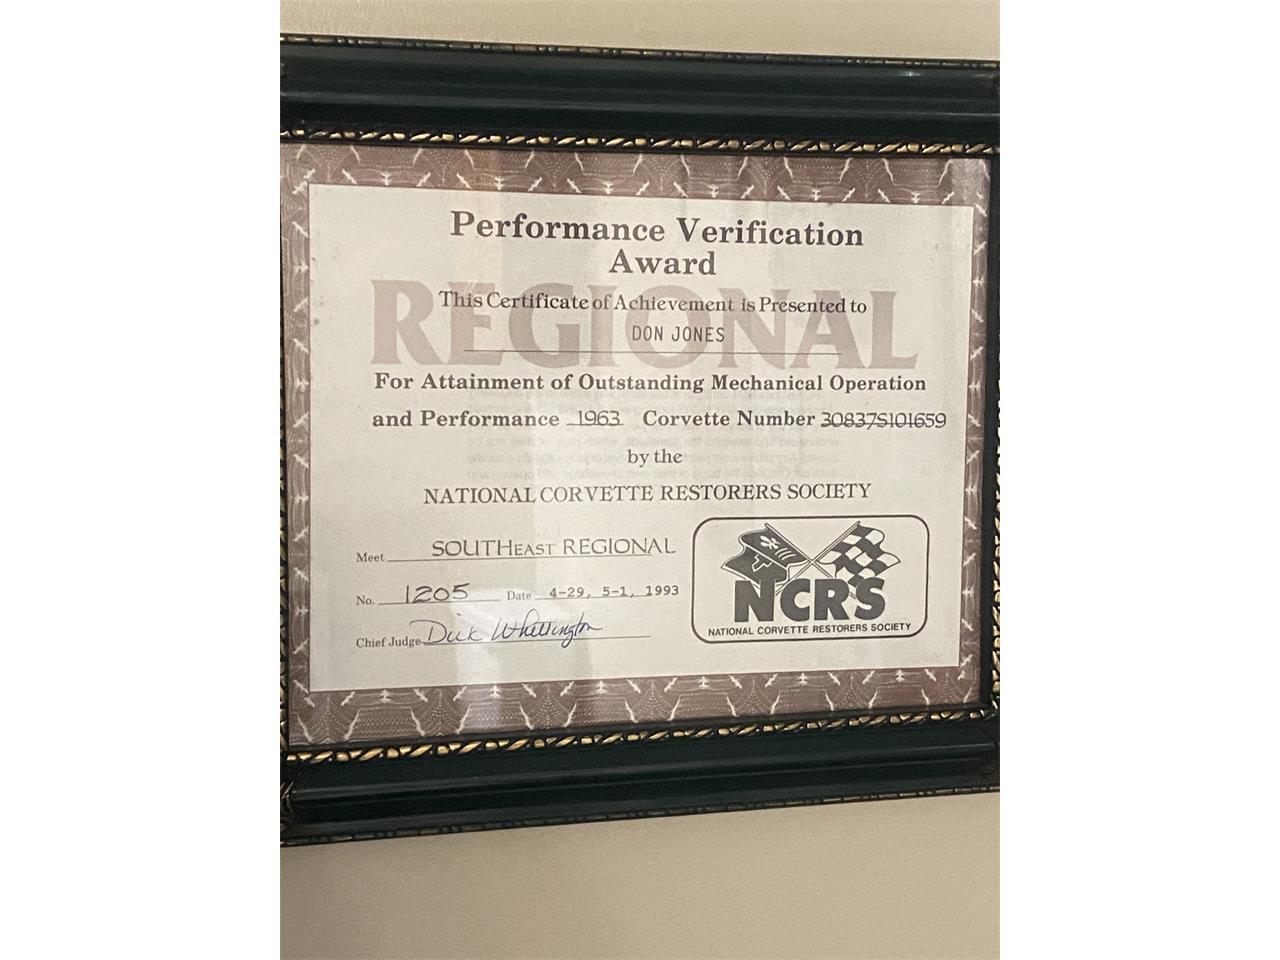 Performance Verification
Award
REGIONAL
This Certificate of Achievement is Presented to
DON JONES
For Attainment of Outstanding Mechanical Operation
and Performance 1963 Corvette Number 30837S101659
by the
NATIONAL CORVETTE RESTORERS SOCIETY
Meet SOUTHEAST REGIONAL
No. 1205 Date 4-29, 5-1, 1993
Chief Judge Dick Whittington
NCRS
NATIONAL CORVETTE RESTORERS SOCIETY